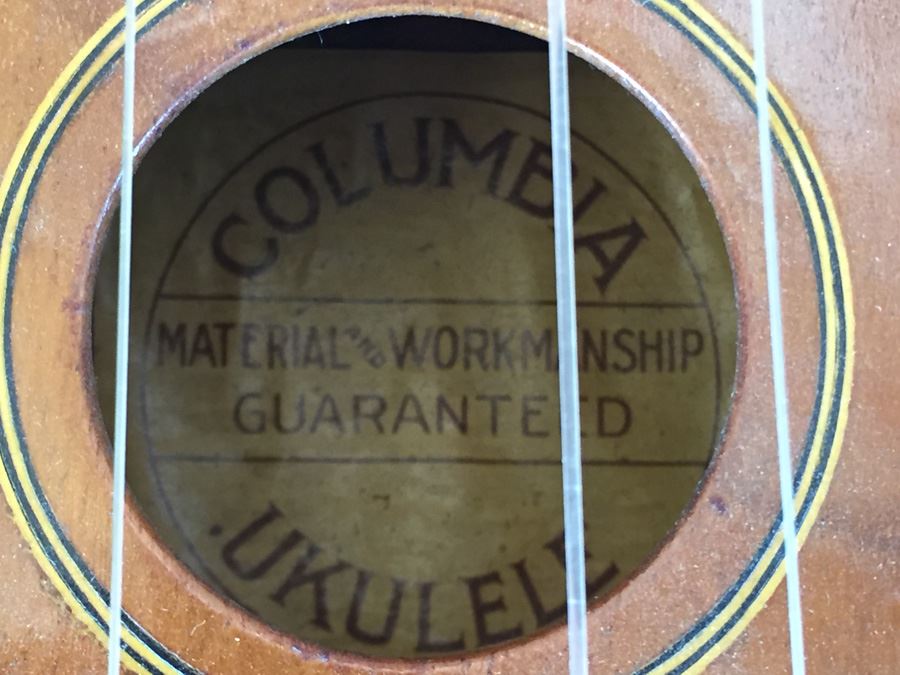 COLUMBIA
MATERIAL AND WORKMANSHIP
GUARANTEED
.UKULELE